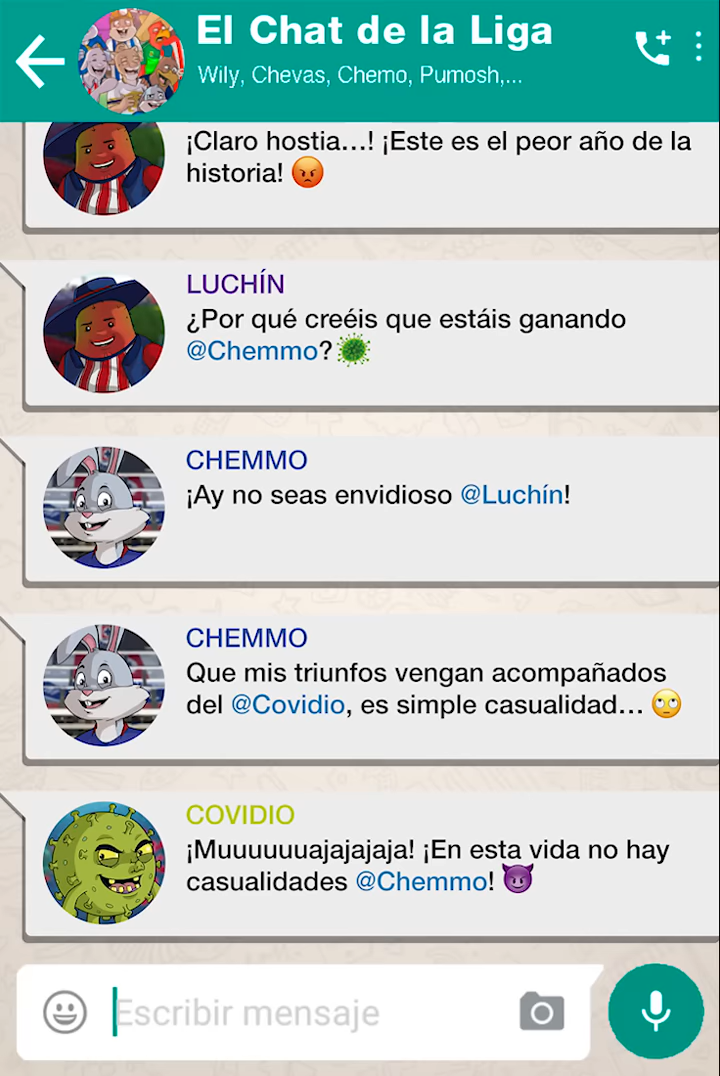 El Chat de la Liga
Wily, Chevas, Chemo, Pumosh,...
¡Claro hostia...! ¡Este es el peor año de la
historia! 😡
LUCHÍN
¿Por qué creéis que estáis ganando
@Chemmo?
CHEMMO
¡Ay no seas envidioso @Luchín!
CHEMMO
Que mis triunfos vengan acompañados
del @Covidio, es simple casualidad... 🙄
COVIDIO
¡Muuuuuuajajajaja! ¡En esta vida no hay
casualidades @Chemmo! 😈
Escribir mensaje